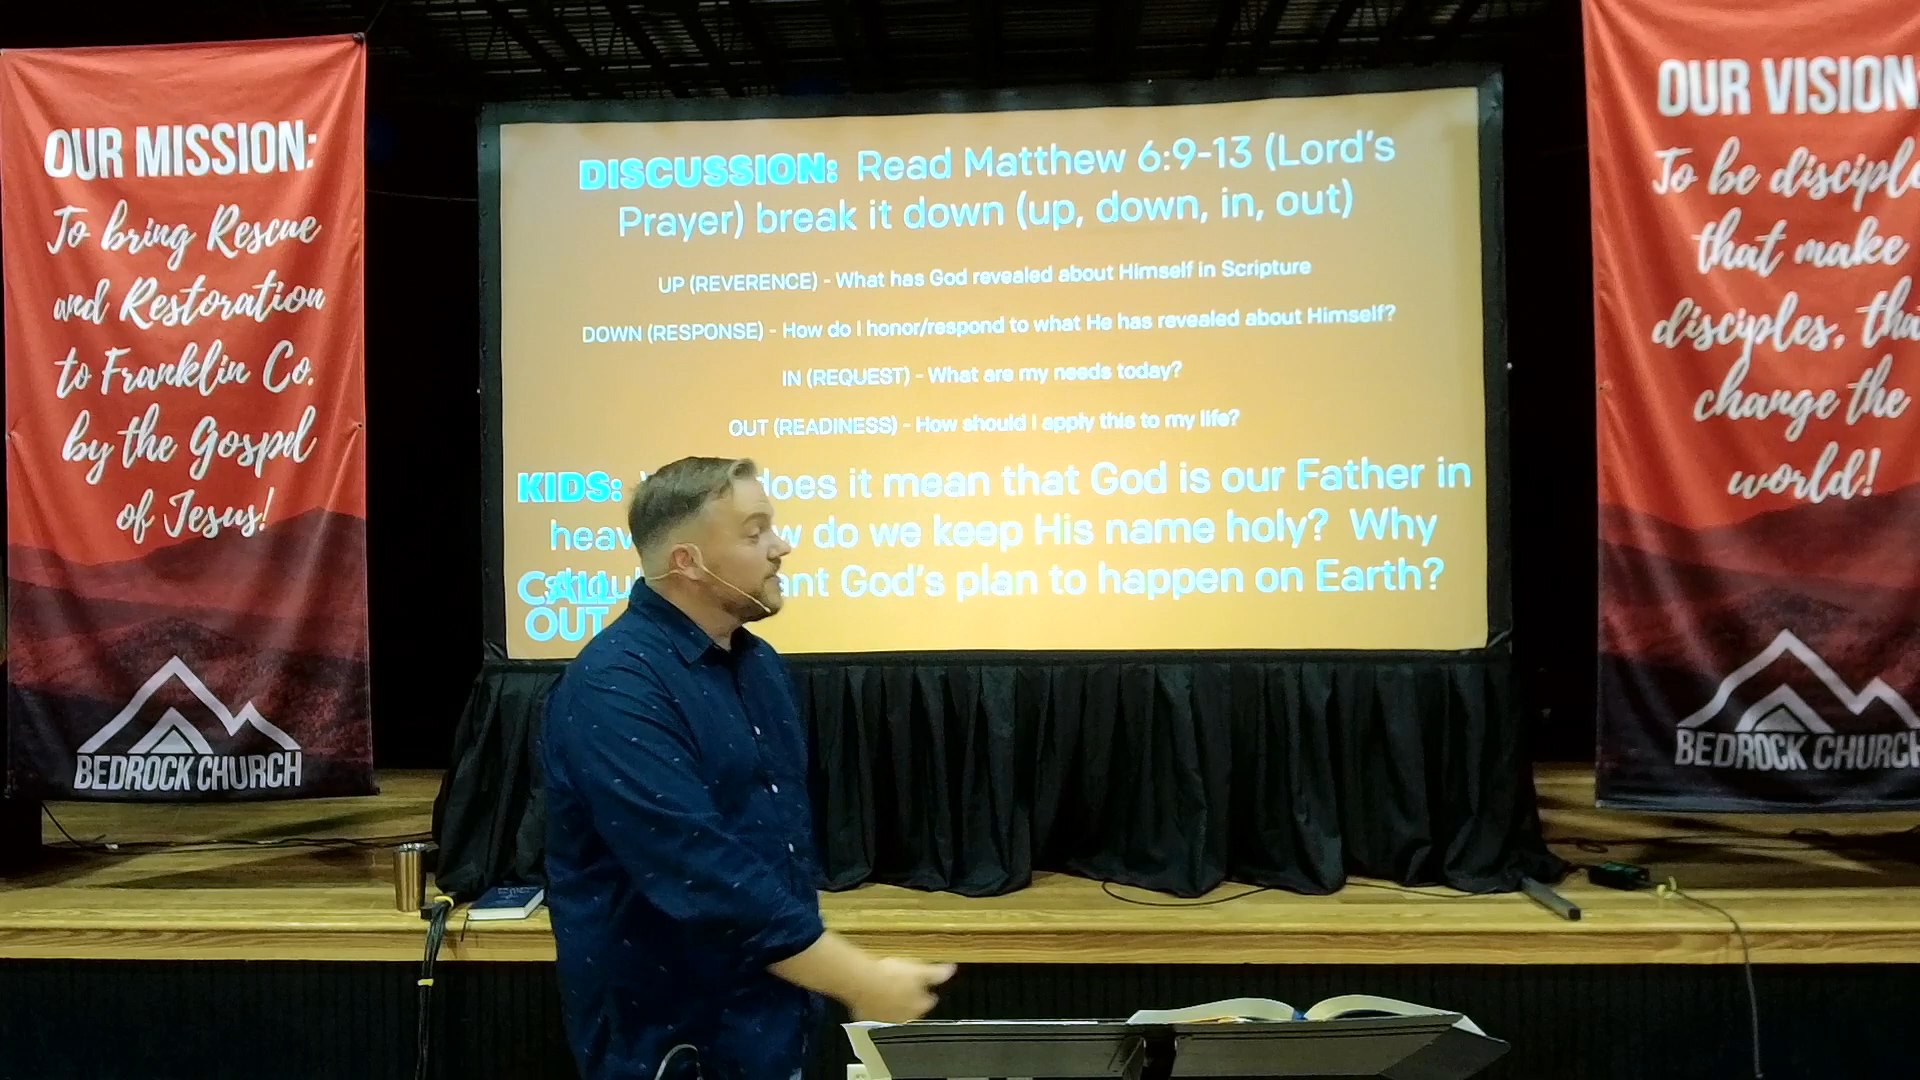 OUR MISSION:
To bring Rescue
and Restoration
to Franklin Co.
by the Gospel
of Jesus!
BEDROCK CHURCH
DISCUSSION: Read Matthew 6:9-13 (Lord's
Prayer) break it down (up, down, in, out)
UP (REVERENCE) - What has God revealed about Himself in Scripture
DOWN (RESPONSE) - How do I honor/respond to what He has revealed about Himself?
IN (REQUEST) - What are my needs today?
OUT (READINESS) - How should I apply this to my life?
KIDS: does it mean that God is our Father in
heav w do we keep His name holy? Why
shoul ant God's plan to happen on Earth?
CALL
OUT
OUR VISION:
To be disciple
that make
disciples, tha
change the
world!
BEDROCK CHURCH